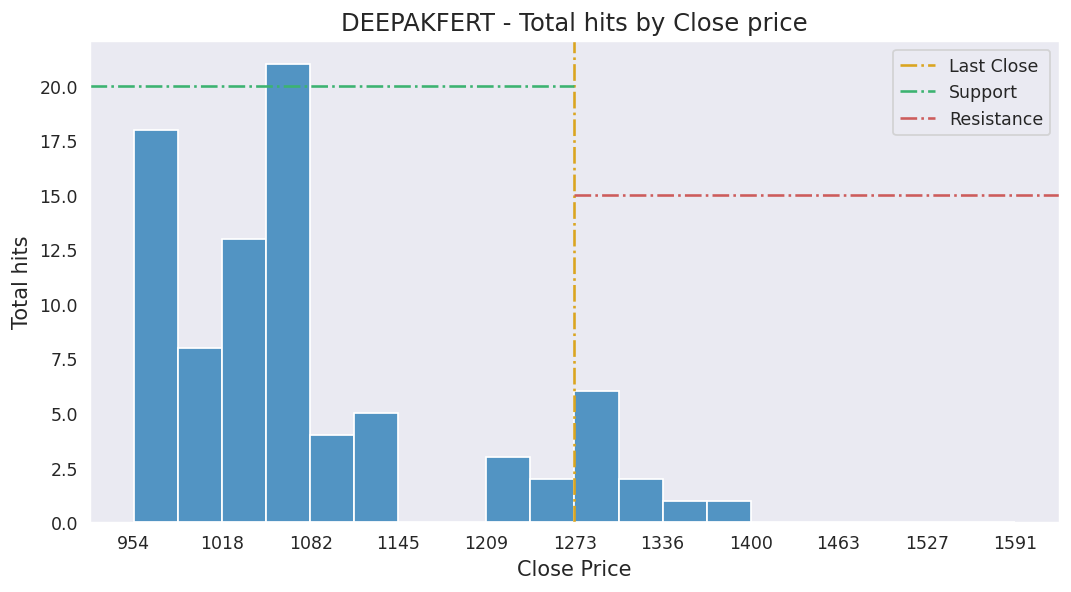 DEEPAKFERT - Total hits by Close price
Last Close
Support
Resistance
Total hits
20.0
17.5
15.0
12.5
10.0
7.5
5.0
2.5
0.0
954 1018 1082 1145 1209 1273 1336 1400 1463 1527 1591
Close Price